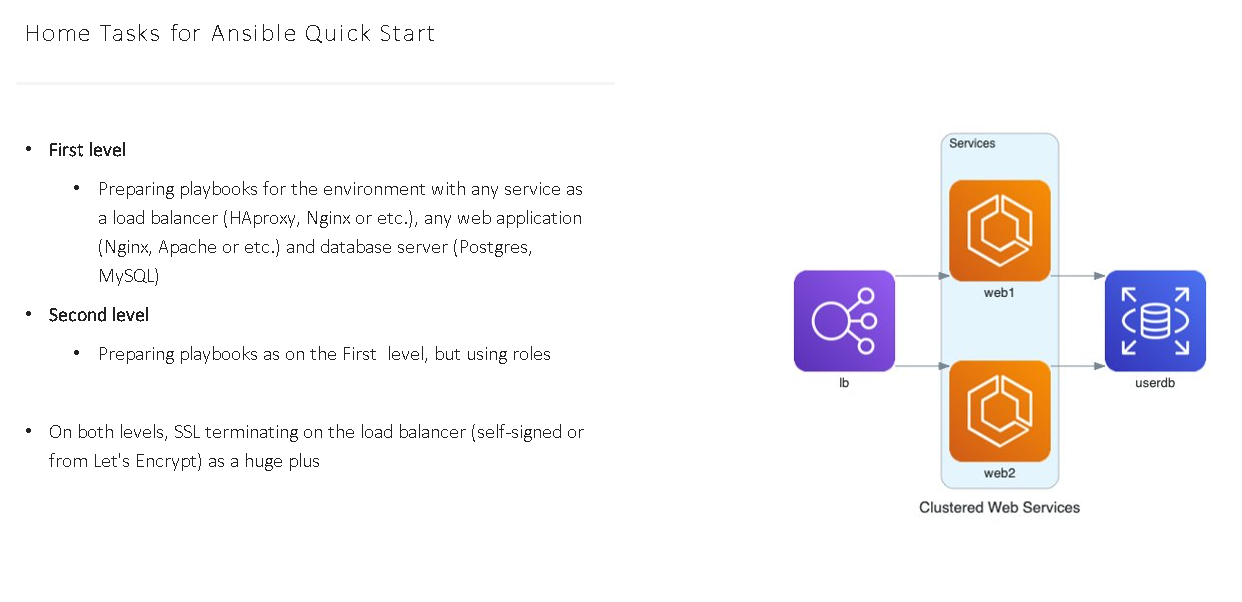 Home Tasks for Ansible Quick Start
• First level
• Preparing playbooks for the environment with any service as
a load balancer (HAproxy, Nginx or etc.), any web application
(Nginx, Apache or etc.) and database server (Postgres,
MySQL)
• Second level
• Preparing playbooks as on the First  level, but using roles
• On both levels, SSL terminating on the load balancer (self-signed or
from Let's Encrypt) as a huge plus
Services
web1
lb
userdb
web2
Clustered Web Services